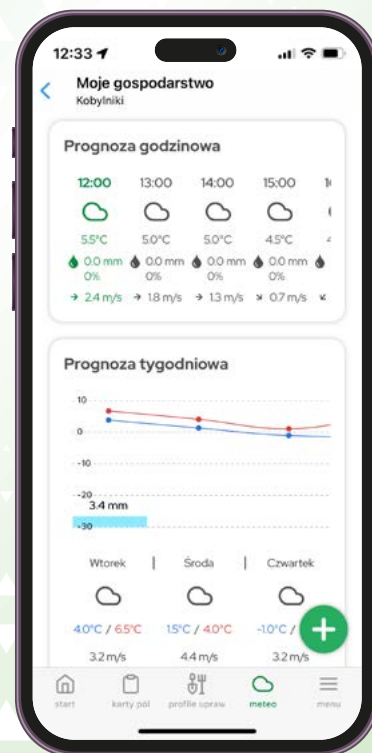 12:33
Moje gospodarstwo
Kobylniki
Prognoza godzinowa
12:00 13:00 14:00 15:00
5.5°C 5.0°C 5.0°C 4.5°C
0.0 mm 0.0 mm 0.0 mm 0.0 mm
0% 0% 0% 0%
2.4 m/s 1.8 m/s 1.3 m/s 0.7 m/s
Prognoza tygodniowa
10
0
-10
-20
3.4 mm
-30
Wtorek | Środa | Czwartek
4.0°C / 6.5°C 1.5°C / 4.0°C -1.0°C /
3.2 m/s 4.4 m/s 3.2 m/s
start karty pól profile upraw meteo menu